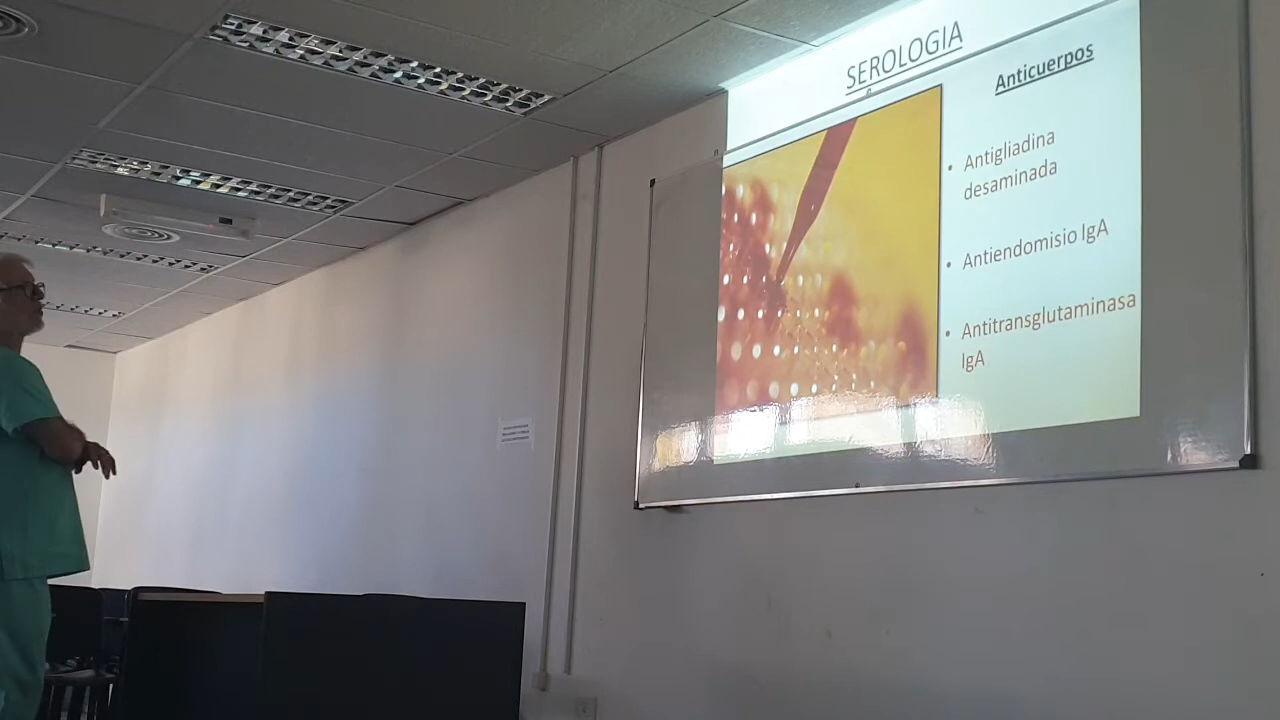 SEROLOGIA
Anticuerpos
• Antigliadina
desaminada
• Antiendomisio IgA
• Antitransglutaminasa
IgA